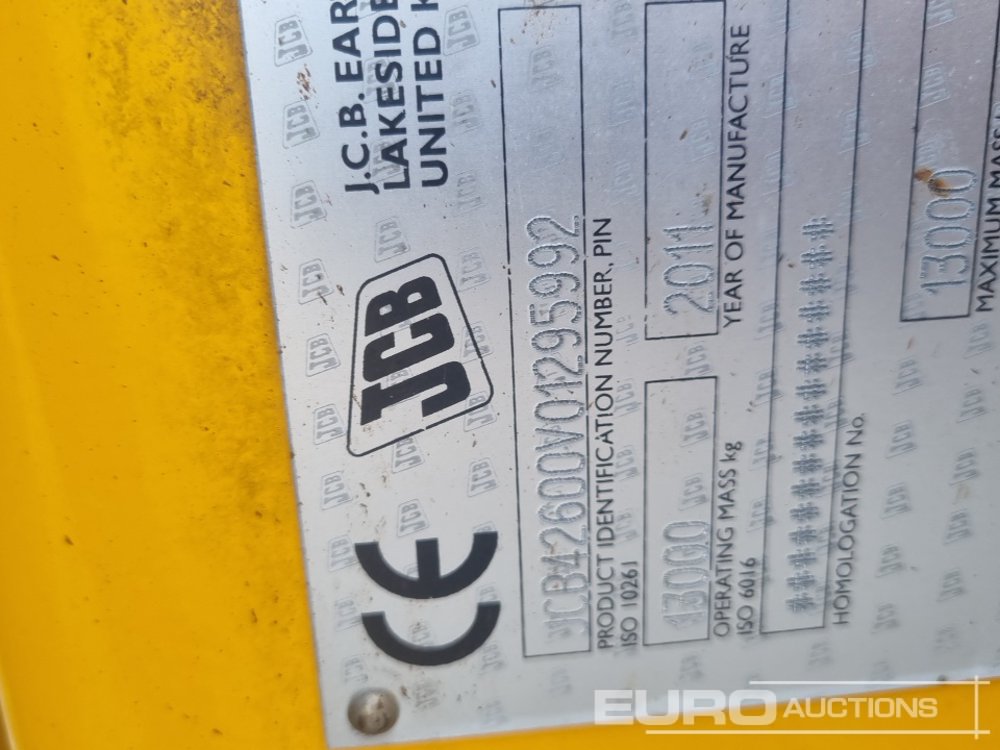 J.C.B. EAR
LAKESIDE
UNITED K
CE
JCB
JCB42600V01295992
PRODUCT IDENTIFICATION NUMBER, PIN
ISO 10261
13000
2011
OPERATING MASS kg
YEAR OF MANUFACTURE
ISO 6016
HOMOLOGATION No.
13000
MAXIMUM MASS
EURO AUCTIONS